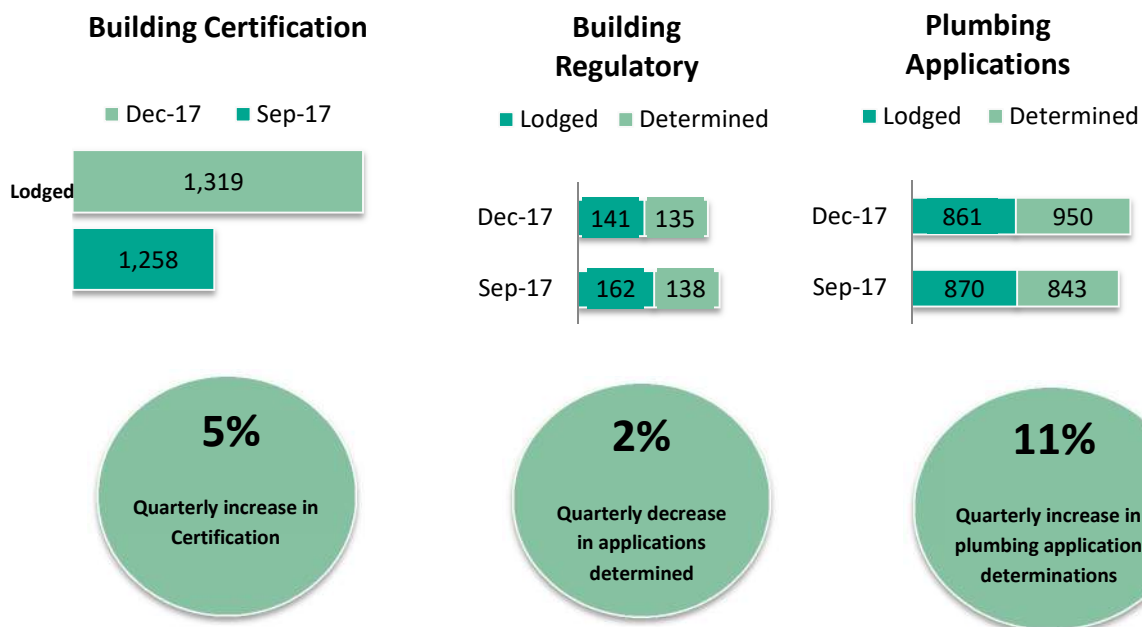 Building Certification
Dec-17 Sep-17
Lodged
1,319
1,258
5%
Quarterly increase in
Certification
Building
Regulatory
Lodged Determined
Dec-17 141 135
Sep-17 162 138
2%
Quarterly decrease
in applications
determined
Plumbing
Applications
Lodged Determined
Dec-17 861 950
Sep-17 870 843
11%
Quarterly increase in
plumbing application
determinations